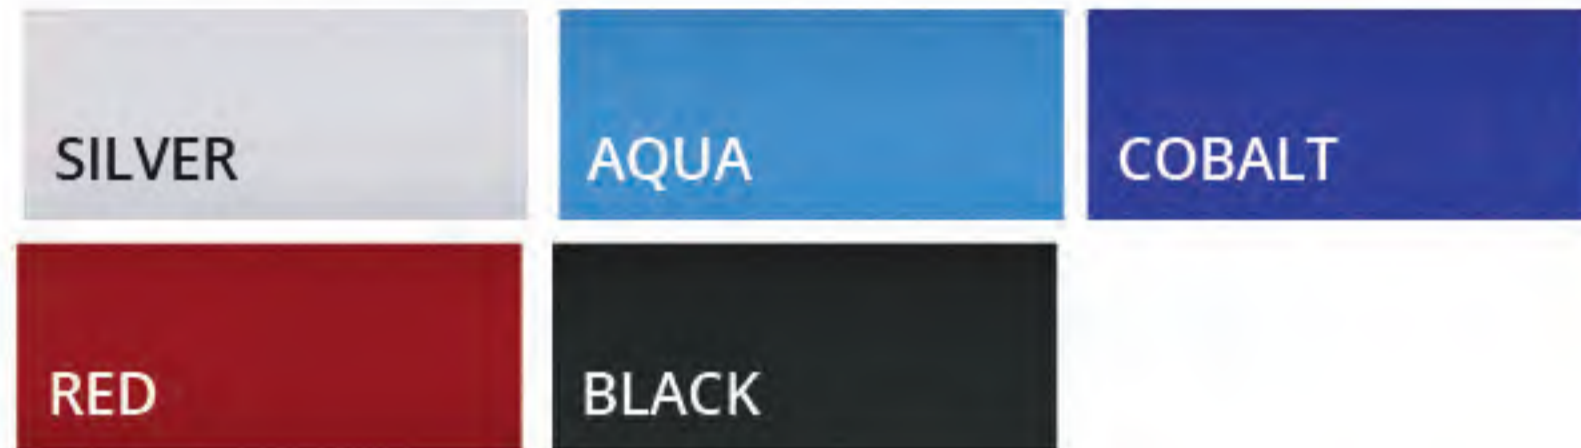 SILVER
AQUA
COBALT
RED
BLACK